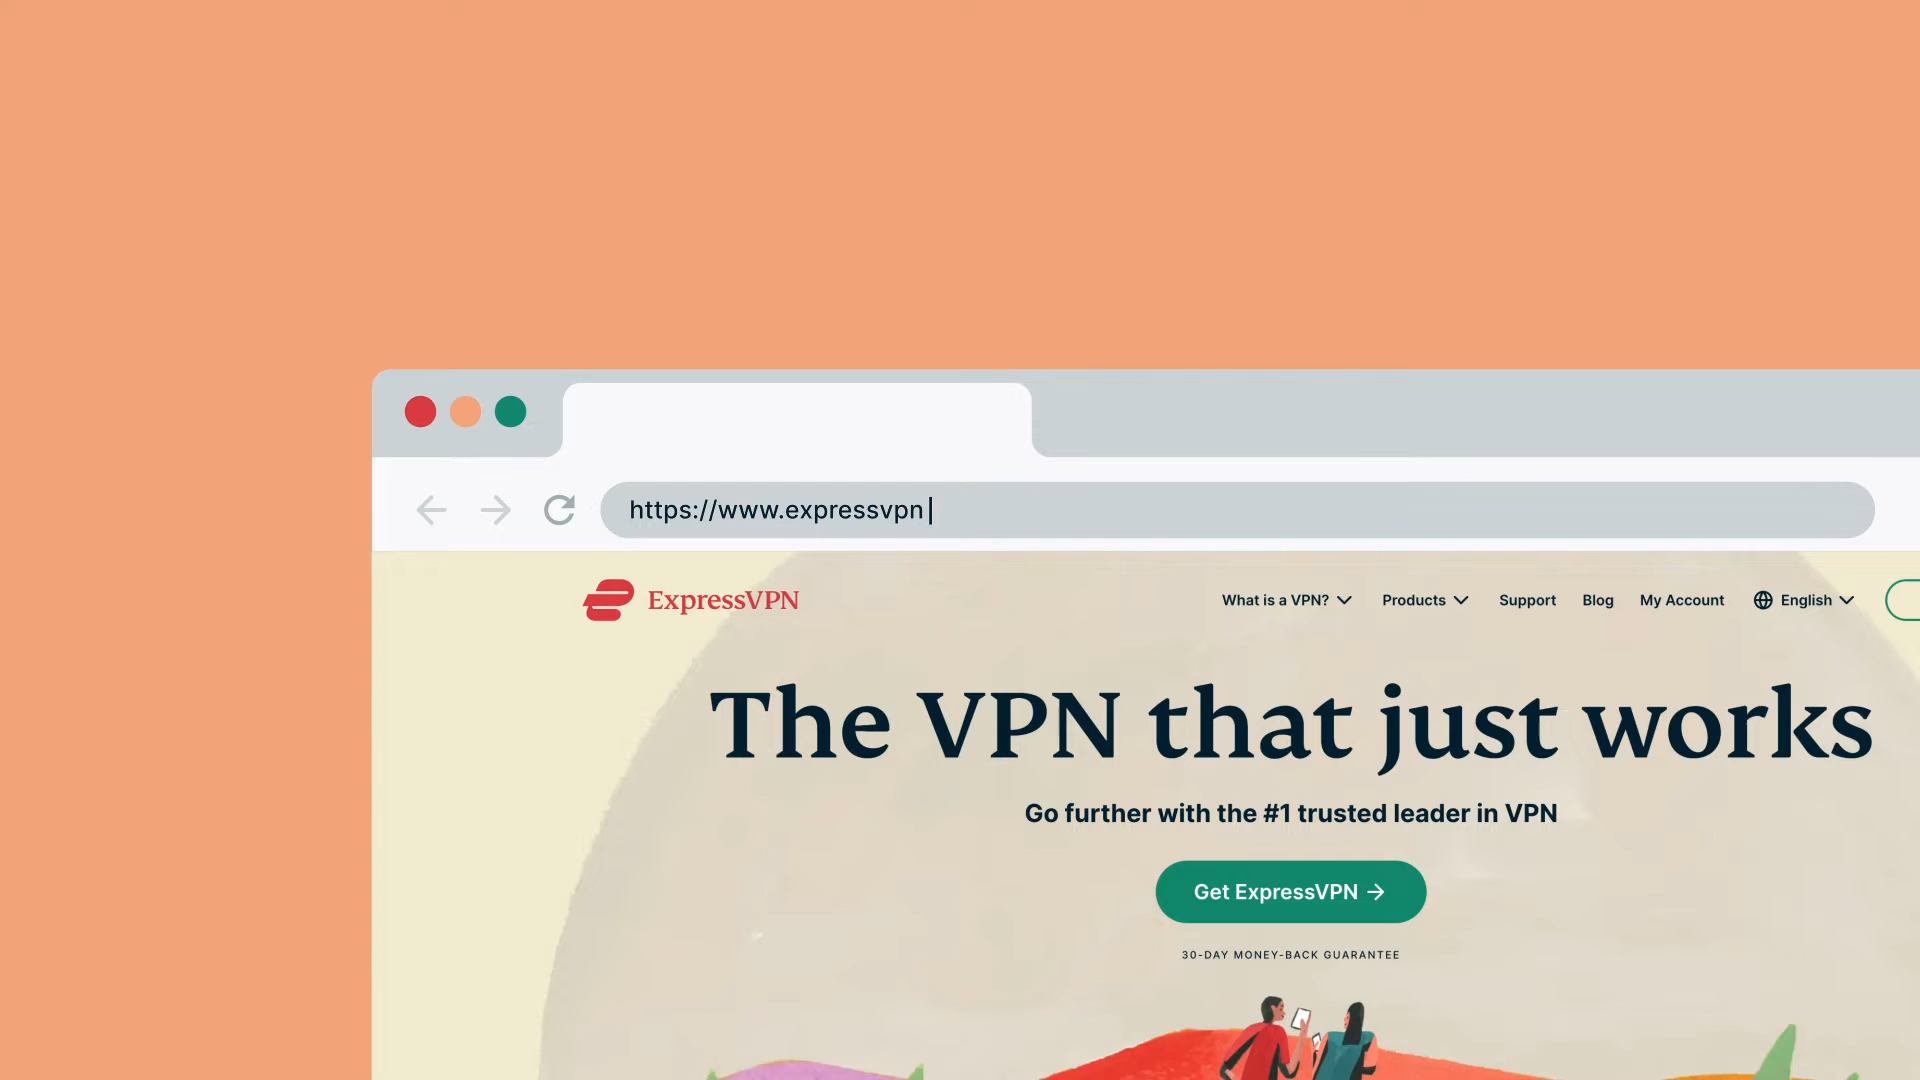 https://www.expressvpn
ExpressVPN
What is a VPN? Products Support Blog My Account English
The VPN that just works
Go further with the #1 trusted leader in VPN
Get ExpressVPN
30-DAY MONEY-BACK GUARANTEE